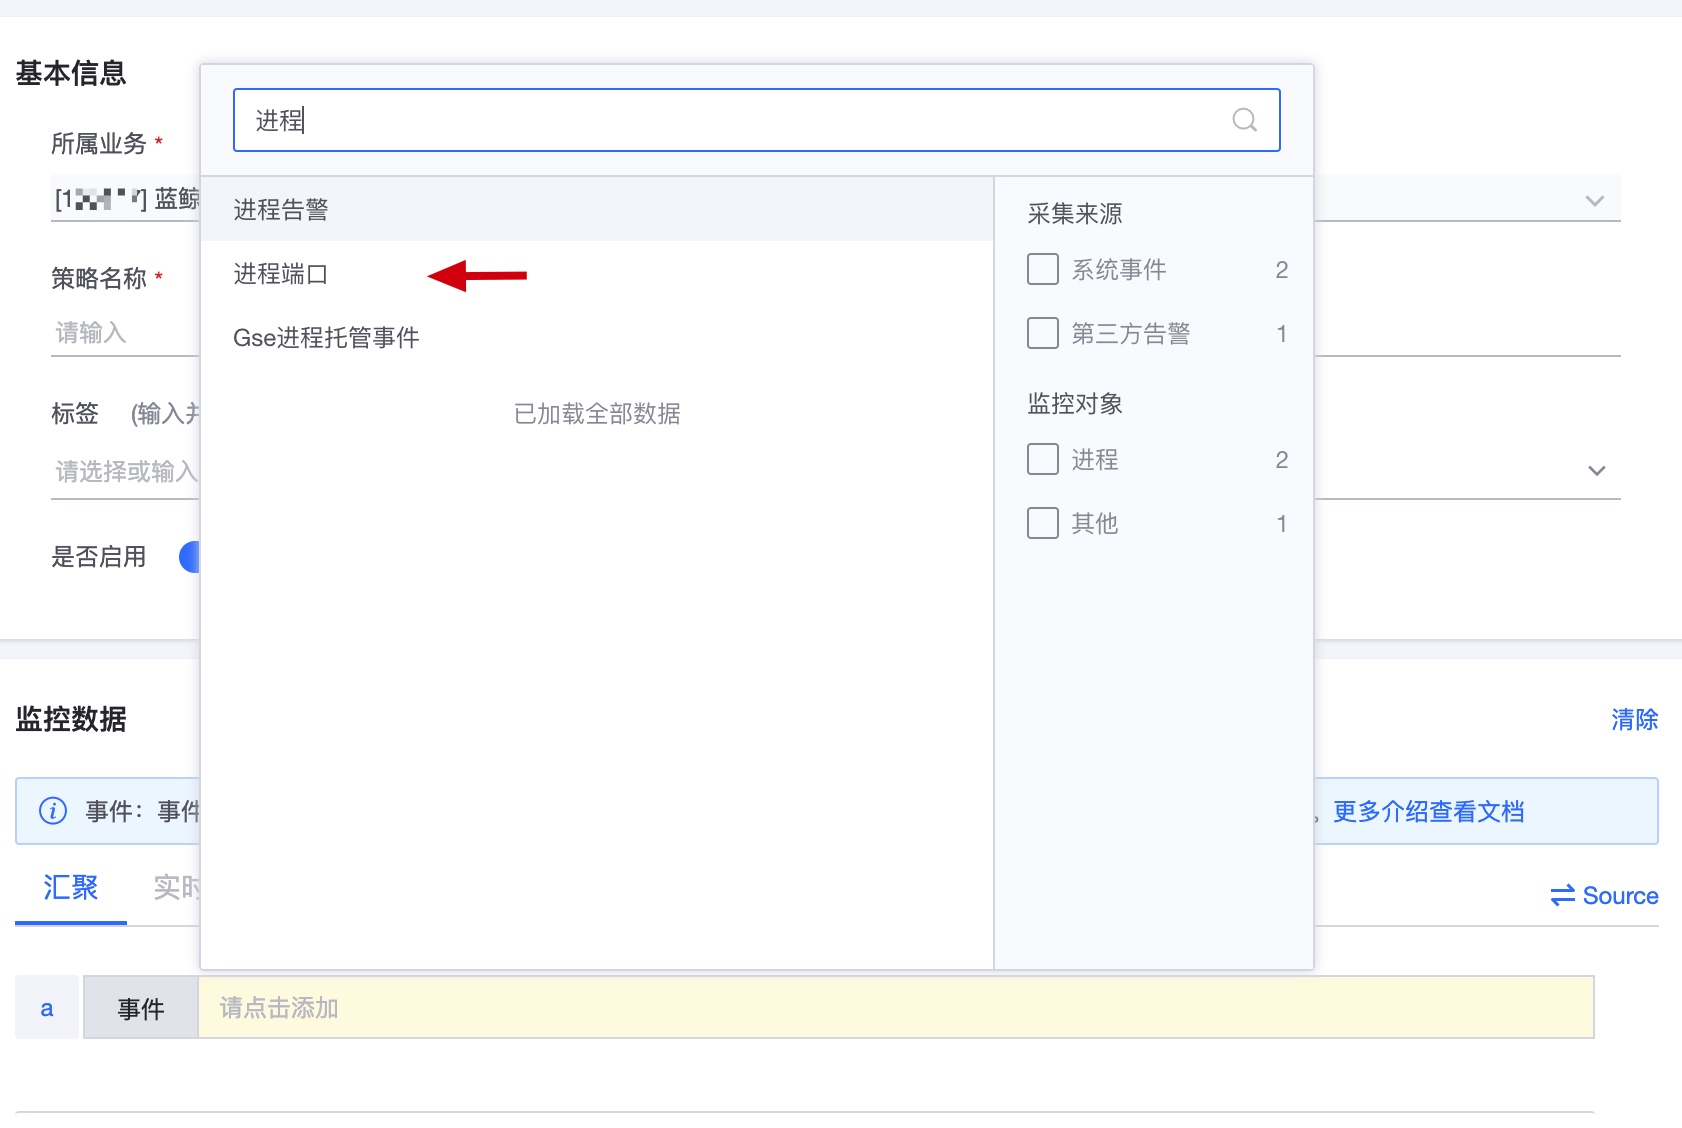 基本信息
进程
所属业务 *
[1 7] 蓝鲸
进程告警
采集来源
策略名称 *
进程端口
系统事件 2
请输入
Gse进程托管事件
第三方告警 1
标签 (输入并
已加载全部数据
监控对象
请选择或输入
进程 2
其他 1
是否启用
监控数据
清除
事件：事件
。更多介绍查看文档
汇聚 实时
Source
a 事件 请点击添加